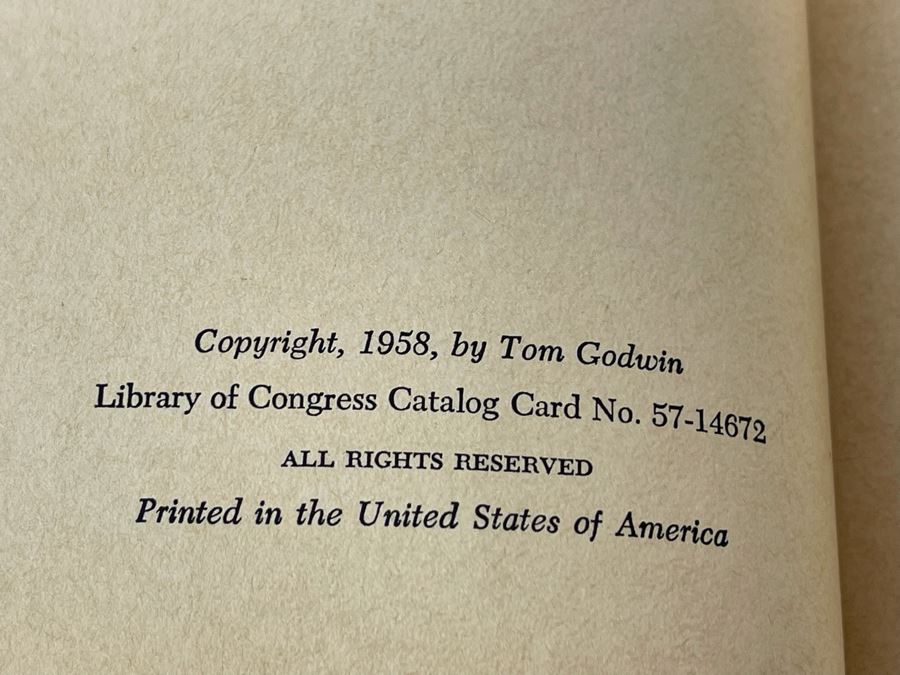 Copyright, 1958, by Tom Godwin
Library of Congress Catalog Card No. 57-14672
ALL RIGHTS RESERVED
Printed in the United States of America